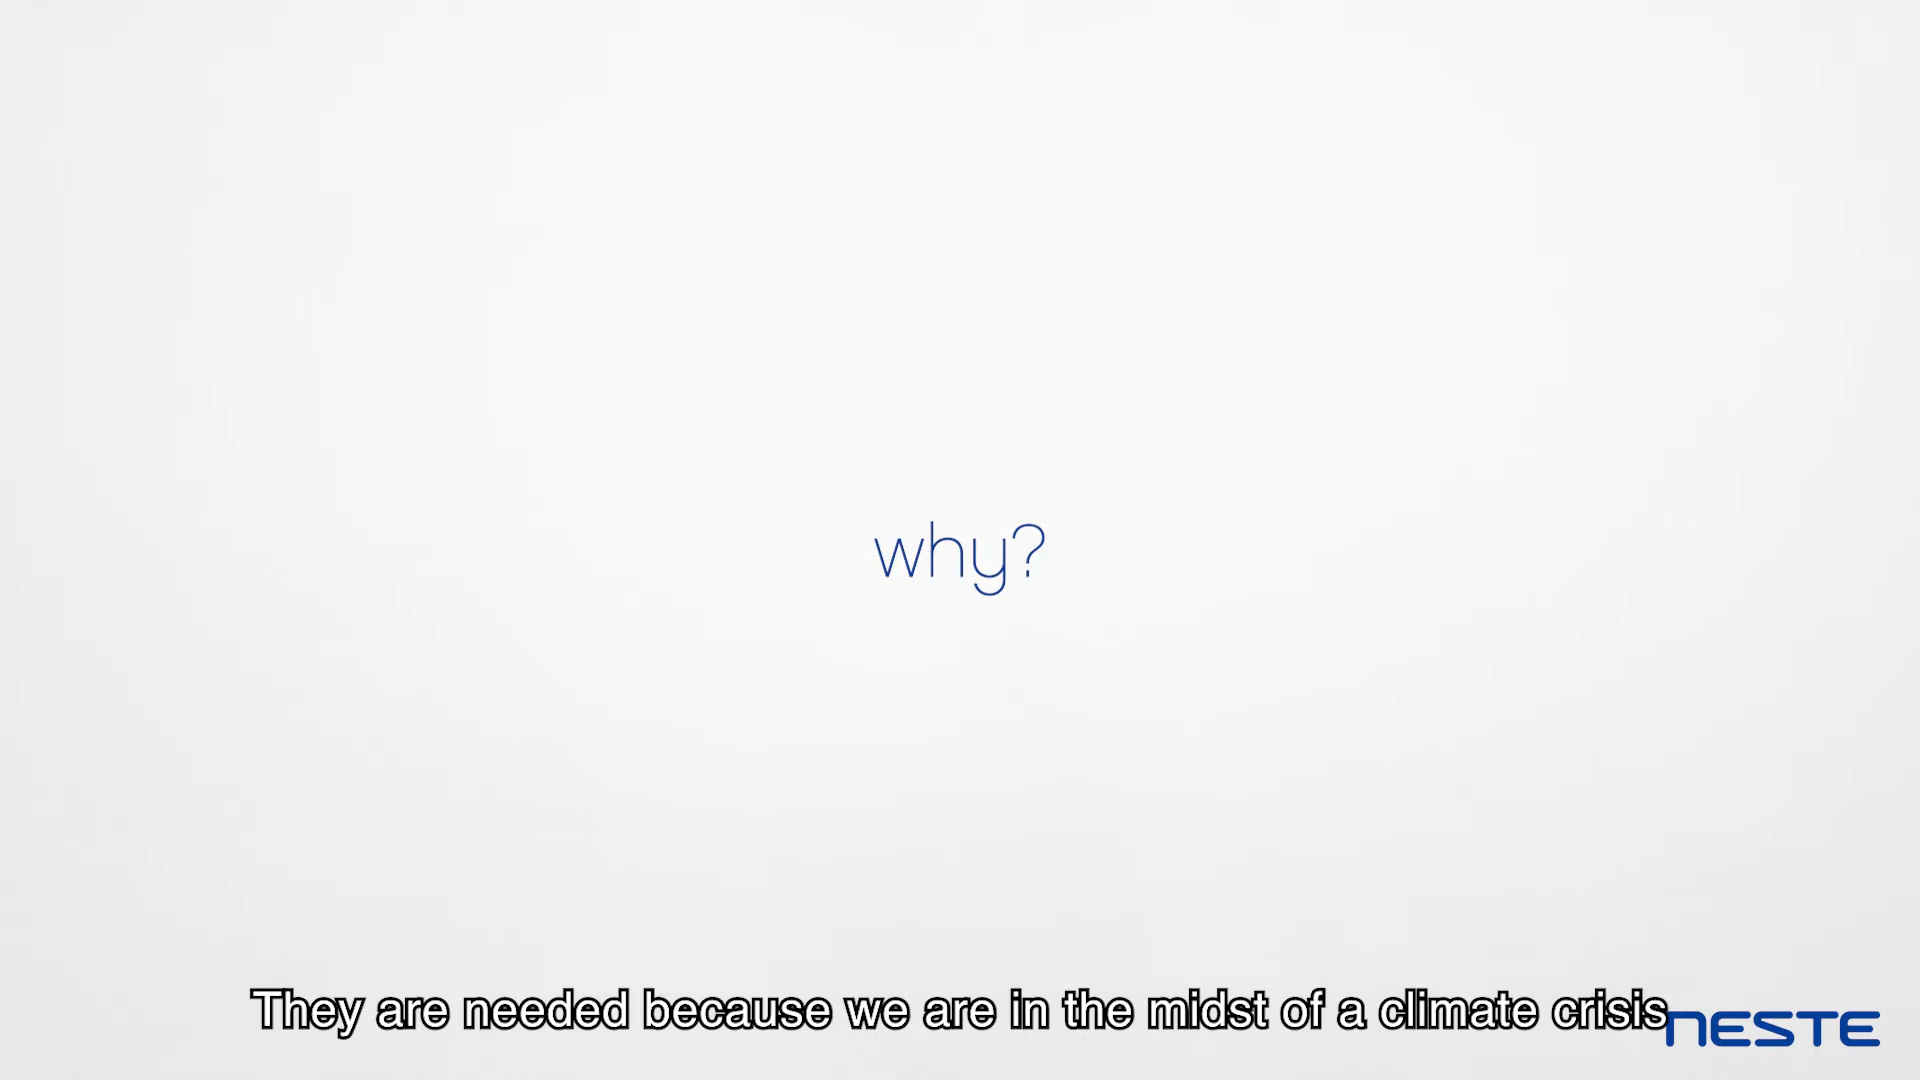 why?
They are needed because we are in the midst of a climate crisis
NESTE